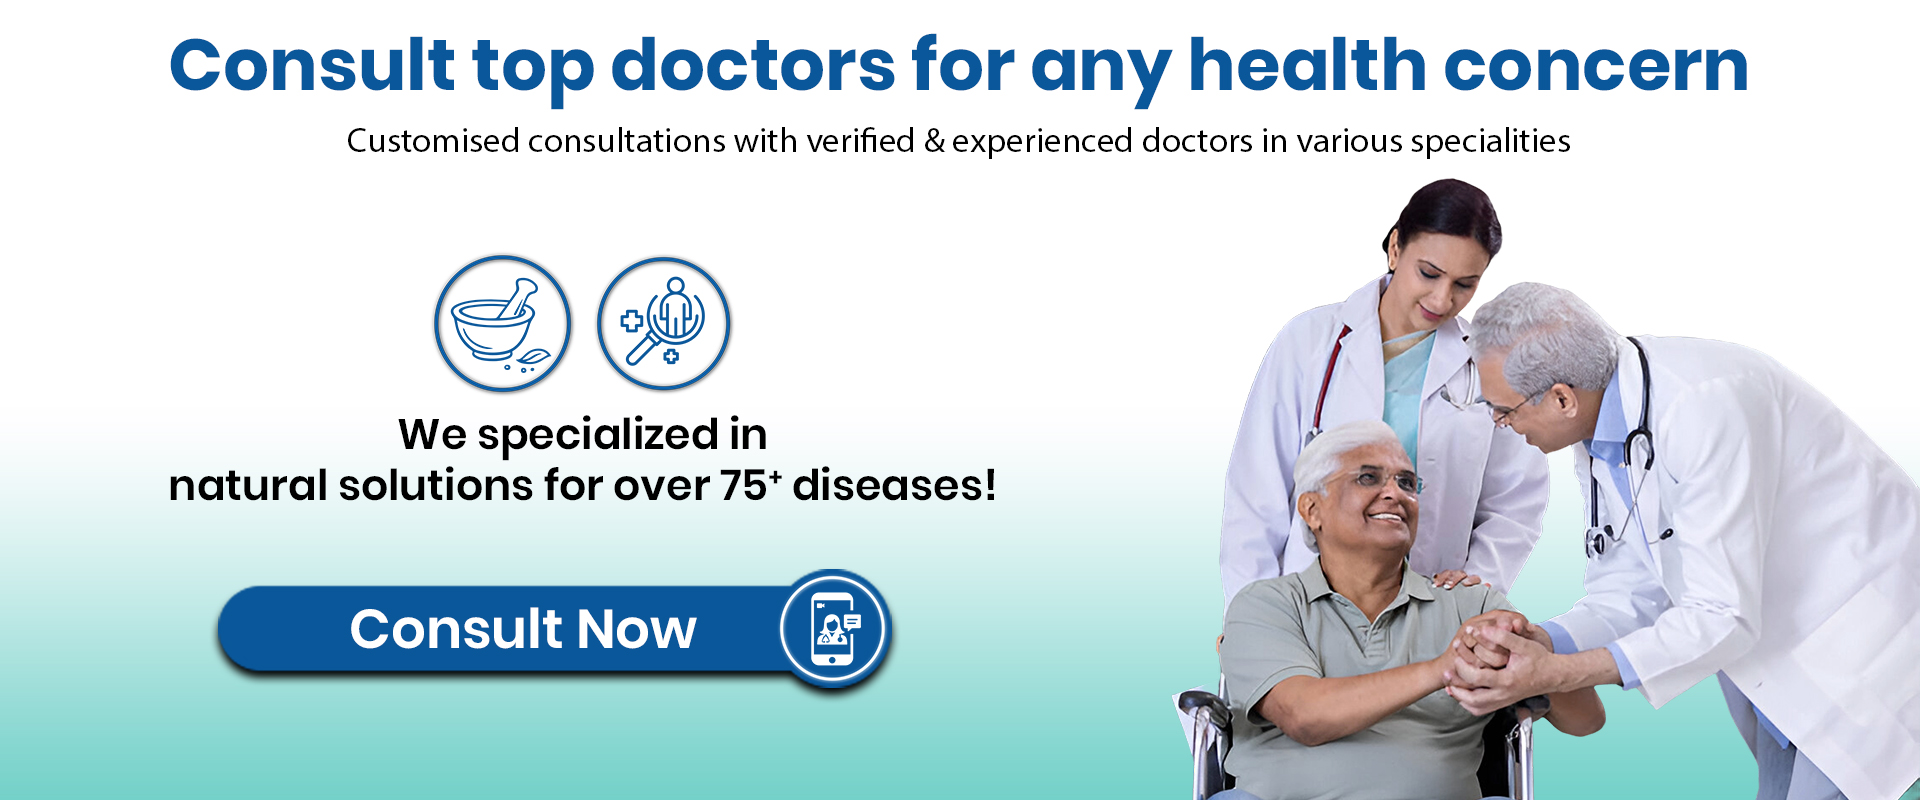 Consult top doctors for any health concern
Customised consultations with verified & experienced doctors in various specialities
We specialized in
natural solutions for over 75+ diseases!
Consult Now